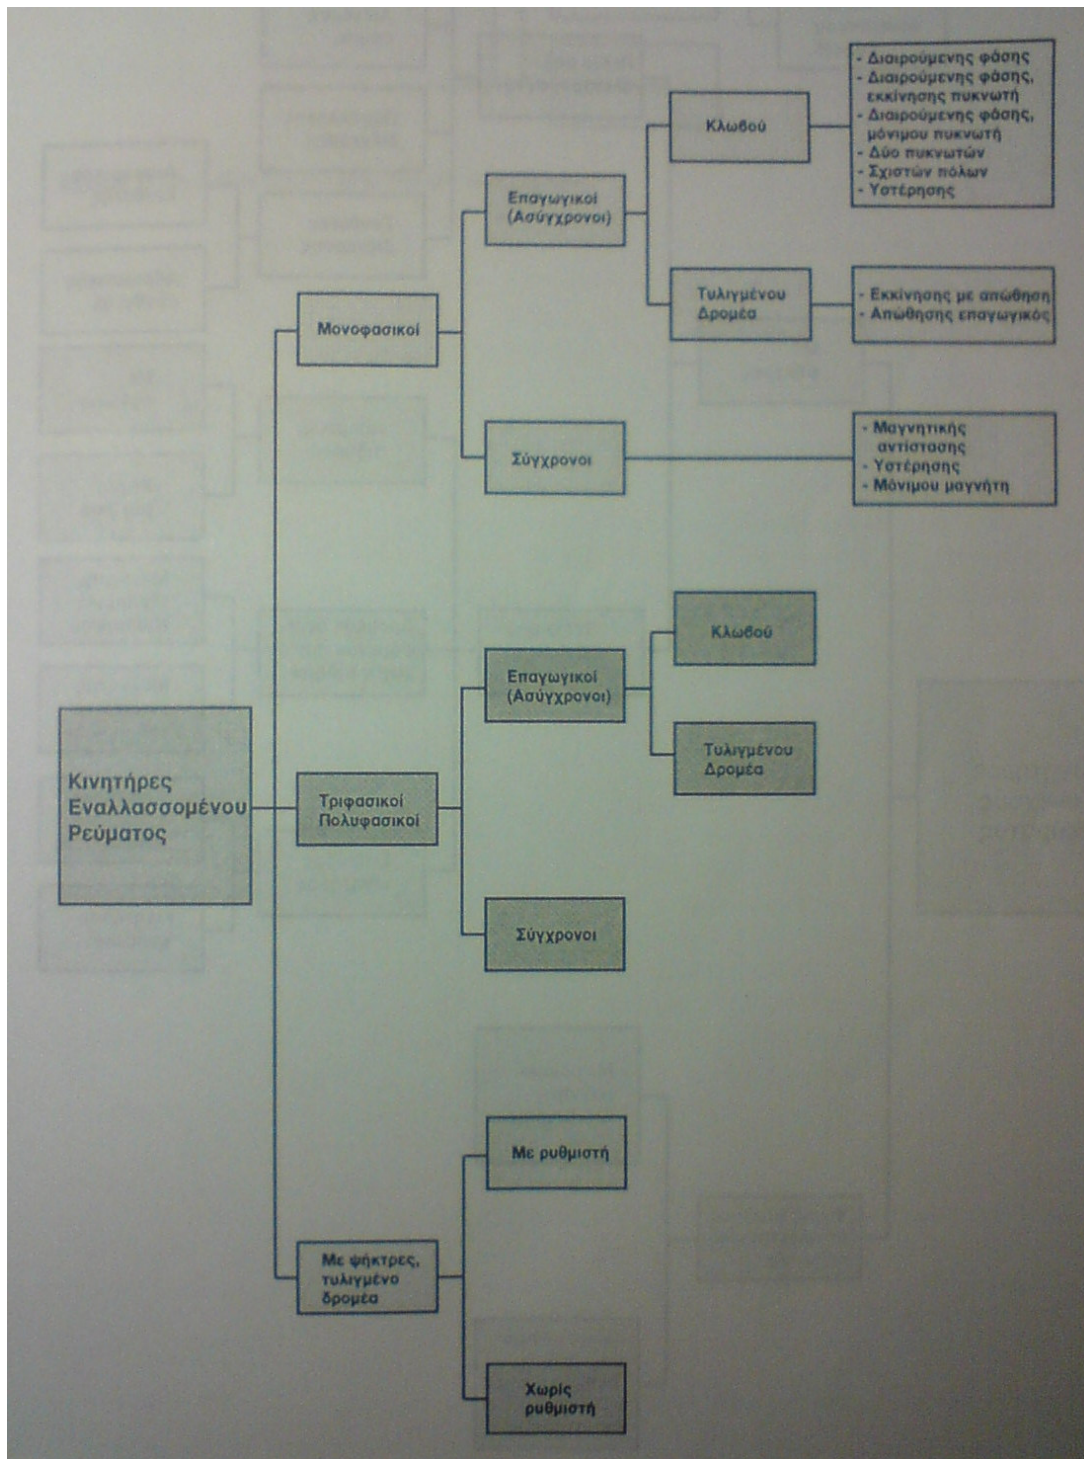 Κινητήρες
Εναλλασσομένου
Ρεύματος
Μονοφασικοί
Επαγωγικοί
(Ασύγχρονοι)
Κλωβού
- Διαιρούμενης φάσης
- Διαιρούμενης φάσης,
εκκίνησης πυκνωτή
- Διαιρούμενης φάσης,
μόνιμου πυκνωτή
- Δύο πυκνωτών
- Σχιστών πόλων
- Υστέρησης
Τυλιγμένου
Δρομέα
- Εκκίνησης με απώθηση
- Απώθησης επαγωγικός
Σύγχρονοι
- Μαγνητικής
αντίστασης
- Υστέρησης
- Μόνιμου μαγνήτη
Τριφασικοί
Πολυφασικοί
Επαγωγικοί
(Ασύγχρονοι)
Κλωβού
Τυλιγμένου
Δρομέα
Σύγχρονοι
Με ψήκτρες,
τυλιγμένο
δρομέα
Με ρυθμιστή
Χωρίς
ρυθμιστή